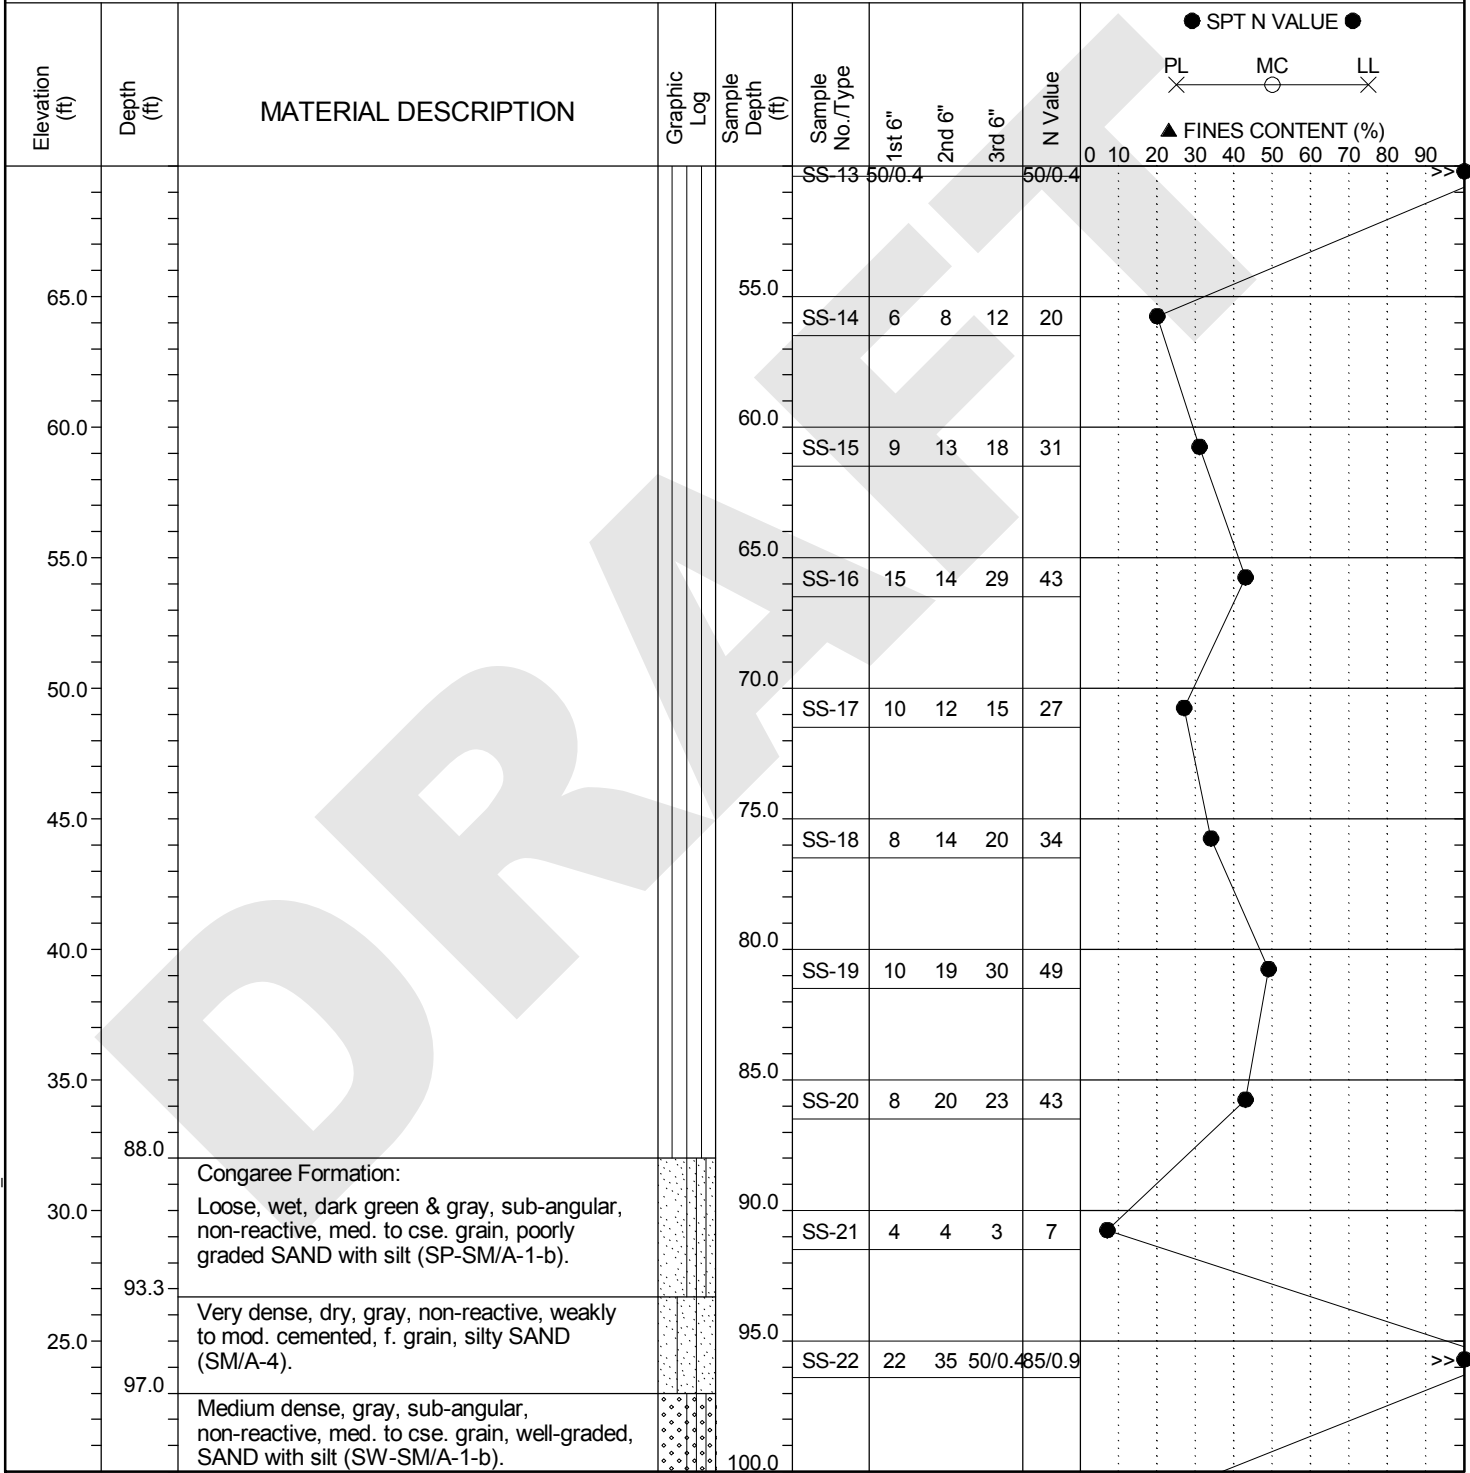 ● SPT N VALUE ●
PL MC LL
▲ FINES CONTENT (%)
0 10 20 30 40 50 60 70 80 90
Elevation
(ft)
Depth
(ft)
MATERIAL DESCRIPTION
Graphic
Log
Sample
Depth
(ft)
Sample
No./Type
1st 6"
2nd 6"
3rd 6"
N Value
SS-13 50/0.4 50/0.4 >>
65.0 55.0
SS-14 6 8 12 20
60.0 60.0
SS-15 9 13 18 31
55.0 65.0
SS-16 15 14 29 43
50.0 70.0
SS-17 10 12 15 27
45.0 75.0
SS-18 8 14 20 34
40.0 80.0
SS-19 10 19 30 49
35.0 85.0
SS-20 8 20 23 43
88.0
Congaree Formation:
Loose, wet, dark green & gray, sub-angular,
non-reactive, med. to cse. grain, poorly
graded SAND with silt (SP-SM/A-1-b).
30.0 90.0
SS-21 4 4 3 7
93.3
Very dense, dry, gray, non-reactive, weakly
to mod. cemented, f. grain, silty SAND
(SM/A-4).
25.0 95.0
SS-22 22 35 50/0.4 85/0.9 >>
97.0
Medium dense, gray, sub-angular,
non-reactive, med. to cse. grain, well-graded,
SAND with silt (SW-SM/A-1-b).
100.0
DRAFT